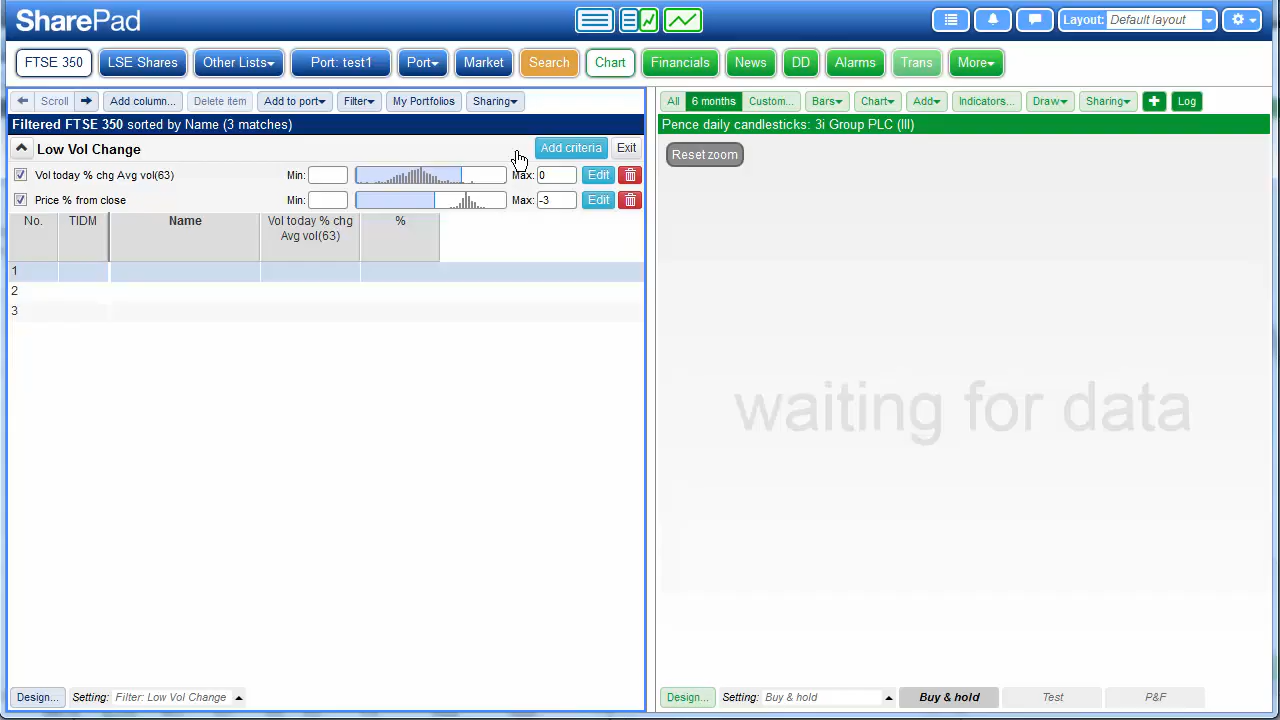 SharePad
Layout: Default layout
FTSE 350 LSE Shares Other Lists Port: test1 Port Market Search Chart Financials News DD Alarms Trans More
Scroll Add column... Delete item Add to port Filter My Portfolios Sharing
All 6 months Custom... Bars Chart Add Indicators... Draw Sharing Log
Filtered FTSE 350 sorted by Name (3 matches)
Pence daily candlesticks: 3i Group PLC (III)
Low Vol Change Add criteria Exit
Reset zoom
Vol today % chg Avg vol(63) Min: Max: 0 Edit
Price % from close Min: Max: -3 Edit
No. TIDM Name Vol today % chg %
Avg vol(63)
1
2
3
waiting for data
Design... Setting: Filter: Low Vol Change
Design... Setting: Buy & hold Buy & hold Test P&F